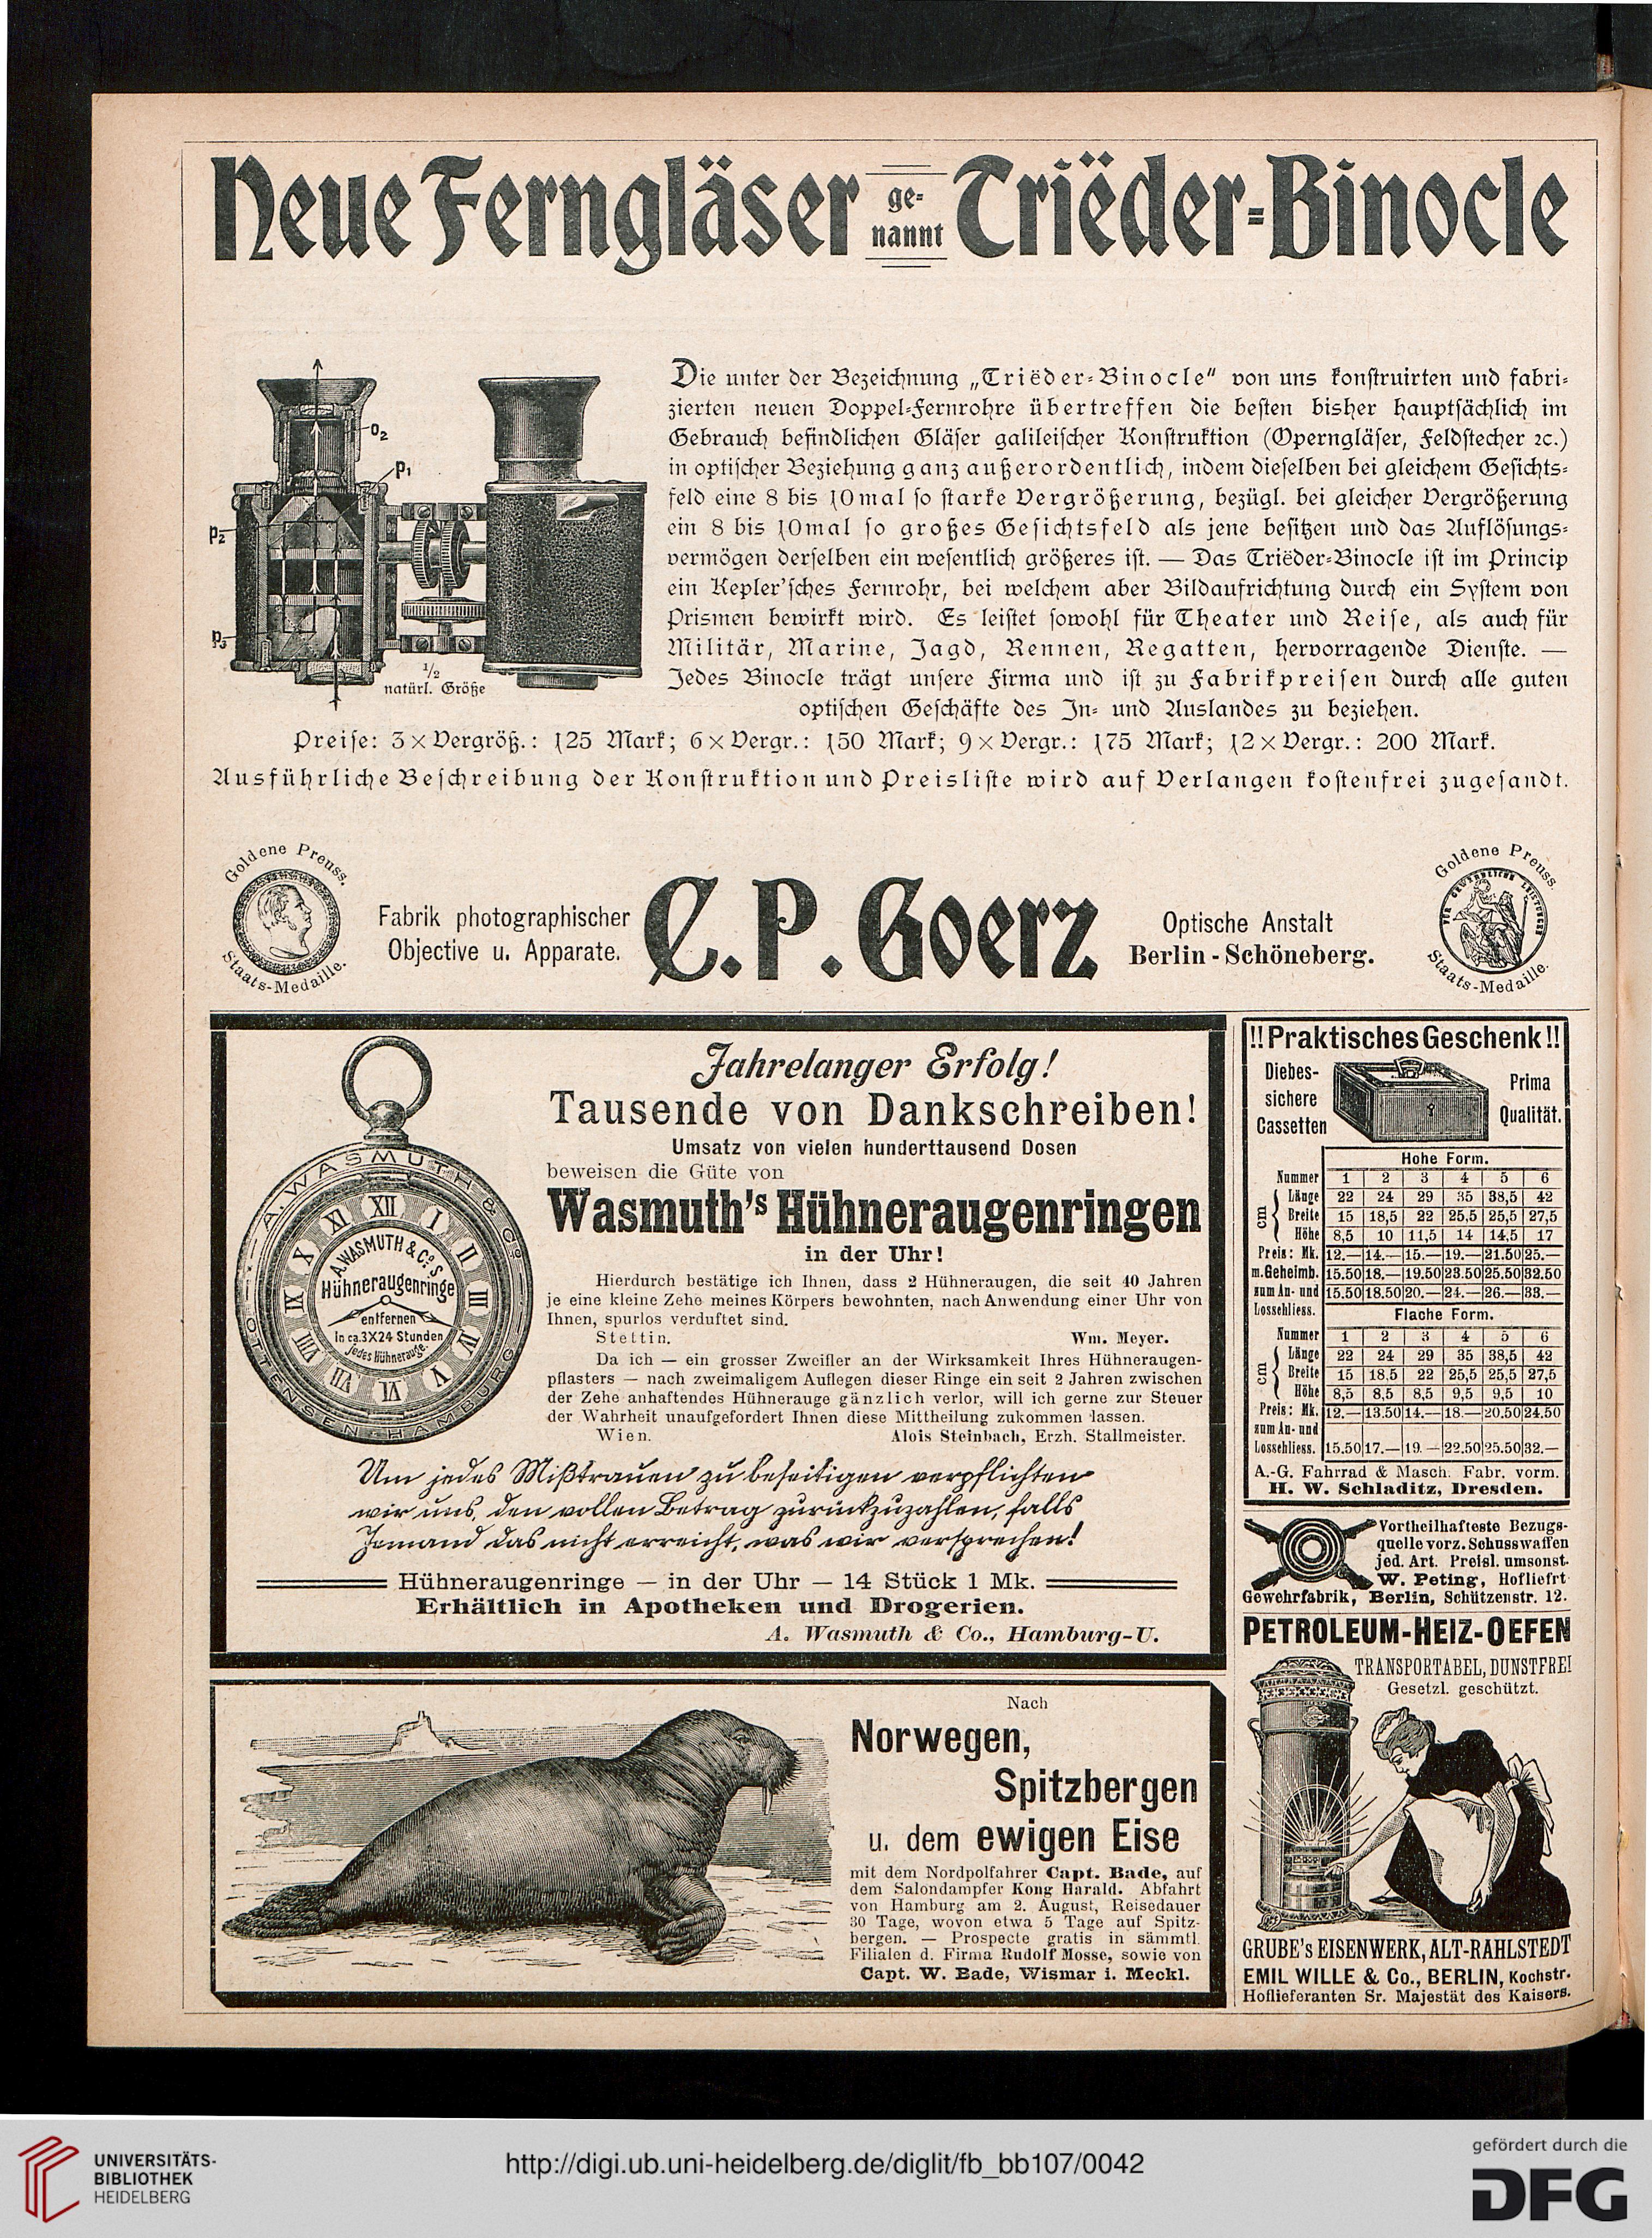 Neue Ferngläser ge-
nannt Triëder-Binocle
Die unter der Bezeichnung „Triëder-Binocle“ von uns konstruirten und fabri-
zierten neuen Doppel-Fernrohre übertreffen die besten bisher hauptsächlich im
Gebrauch befindlichen Gläser galileischer Konstruktion (Operngläser, Feldstecher ꝛc.)
in optischer Beziehung ganz außerordentlich, indem dieselben bei gleichem Gesichts-
feld eine 8 bis 10mal so starke Vergrößerung, bezügl. bei gleicher Vergrößerung
ein 8 bis 10mal so großes Gesichtsfeld als jene besitzen und das Auflösungs-
vermögen derselben ein wesentlich größeres ist. — Das Triëder-Binocle ist im Princip
ein Kepler'sches Fernrohr, bei welchem aber Bildaufrichtung durch ein System von
Prismen bewirkt wird. Es leistet sowohl für Theater und Reise, als auch für
Militär, Marine, Jagd, Rennen, Regatten, hervorragende Dienste. —
Jedes Binocle trägt unsere Firma und ist zu Fabrikpreisen durch alle guten
optischen Geschäfte des In- und Auslandes zu beziehen.
O2
P1
P2
P3
1/2
natürl. Größe
Preise: 3×Vergröß.: 125 Mark; 6×Vergr.: 150 Mark; 9×Vergr.: 175 Mark; 12×Vergr.: 200 Mark.
Ausführliche Beschreibung der Konstruktion und Preisliste wird auf Verlangen kostenfrei zugesandt.
Goldene Preuss.
Staats-Medaille.
Fabrik photographischer
Objective u. Apparate.
C. P. Goerz
Optische Anstalt
Berlin - Schöneberg.
Goldene Preuss.
FÜR GEWERBLICHE LEISTUNGEN
Staats-Medaille.
Jahrelanger Erfolg!
Tausende von Dankschreiben!
Umsatz von vielen hunderttausend Dosen
beweisen die Güte von
Wasmuth's Hühneraugenringen
in der Uhr!
A. WASMUTH & Co.
OTTENSEN-HAMBURG
XII I II III IV V VI VII VIII IX X XI
A. WASMUTH & Co.'s
Hühneraugenringe
entfernen
In ca. 3X24 Stunden
jedes Hühnerauge.
Hierdurch bestätige ich Ihnen, dass 2 Hühneraugen, die seit 40 Jahren
je eine kleine Zehe meines Körpers bewohnten, nach Anwendung einer Uhr von
Ihnen, spurlos verduftet sind.
Stettin. Wm. Meyer.
Da ich — ein grosser Zweifler an der Wirksamkeit Ihres Hühneraugen-
pflasters — nach zweimaligem Auflegen dieser Ringe ein seit 2 Jahren zwischen
der Zehe anhaftendes Hühnerauge gänzlich verlor, will ich gerne zur Steuer
der Wahrheit unaufgefordert Ihnen diese Mittheilung zukommen lassen.
Wien. Alois Steinbach, Erzh. Stallmeister.
Um jedes Mißtrauen zu beseitigen verpflichten
wir uns, den vollen Betrag zurückzuzahlen, falls
Jemand das nicht erreicht, was wir versprechen!
Hühneraugenringe — in der Uhr — 14 Stück 1 Mk.
Erhältlich in Apotheken und Drogerien.
A. Wasmuth & Co., Hamburg-U.
Nach
Norwegen,
Spitzbergen
u. dem ewigen Eise
mit dem Nordpolfahrer Capt. Bade, auf
dem Salondampfer Kong Harald. Abfahrt
von Hamburg am 2. August, Reisedauer
30 Tage, wovon etwa 5 Tage auf Spitz-
bergen. — Prospecte gratis in sämmtl.
Filialen d. Firma Rudolf Mosse, sowie von
Capt. W. Bade, Wismar i. Meckl.
!! Praktisches Geschenk !!
Diebes-
sichere
Cassetten
Prima
Qualität.
Hohe Form.
Nummer 1 2 3 4 5 6
cm Länge 22 24 29 35 38,5 42
Breite 15 18,5 22 25,5 25,5 27,5
Höhe 8,5 10 11,5 14 14,5 17
Preis: Mk. 12.— 14.— 15.— 19.— 21.50 25.—
m. Geheimb. 15.50 18.— 19.50 23.50 25.50 32.50
zum An- und 15.50 18.50 20.— 24.— 26.— 33.—
Losschliess.
Flache Form.
Nummer 1 2 3 4 5 6
cm Länge 22 24 29 35 38,5 42
Breite 15 18,5 22 25,5 25,5 27,5
Höhe 8,5 8,5 8,5 9,5 9,5 10
Preis: Mk. 12.— 13.50 14.— 18.— 20.50 24.50
zum An- und
Losschliess. 15.50 17.— 19.— 22.50 25.50 32.—
A.-G. Fahrrad & Masch. Fabr. vorm.
H. W. Schladitz, Dresden.
Vortheilhafteste Bezugs-
quelle vorz. Schusswaffen
jed. Art. Preisl. umsonst.
W. Peting, Hofliefrt
Gewehrfabrik, Berlin, Schützenstr. 12.
PETROLEUM-HEIZ-OEFEN
TRANSPORTABEL, DUNSTFREI
Gesetzl. geschützt.
GRUBE's EISENWERK, ALT-RAHLSTEDT
EMIL WILLE & Co., BERLIN, Kochstr.
Hoflieferanten Sr. Majestät des Kaisers.
UNIVERSITÄTS-
BIBLIOTHEK
HEIDELBERG
http://digi.ub.uni-heidelberg.de/diglit/fb_bb107/0042
gefördert durch die
DFG